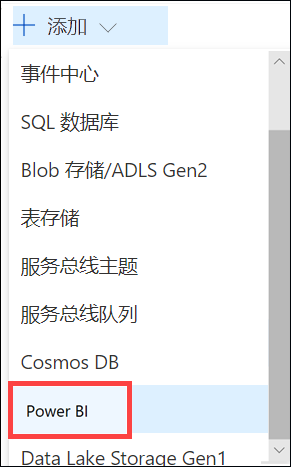 添加
事件中心
SQL 数据库
Blob 存储/ADLS Gen2
表存储
服务总线主题
服务总线队列
Cosmos DB
Power BI
Data Lake Storage Gen1